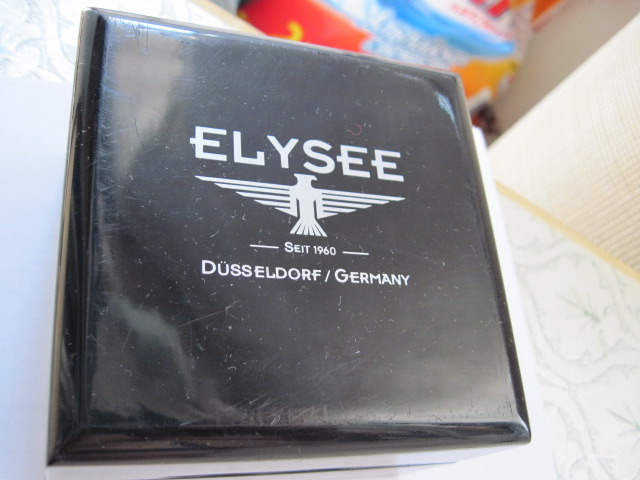 ELYSEE
SEIT 1960
DÜSSELDORF / GERMANY